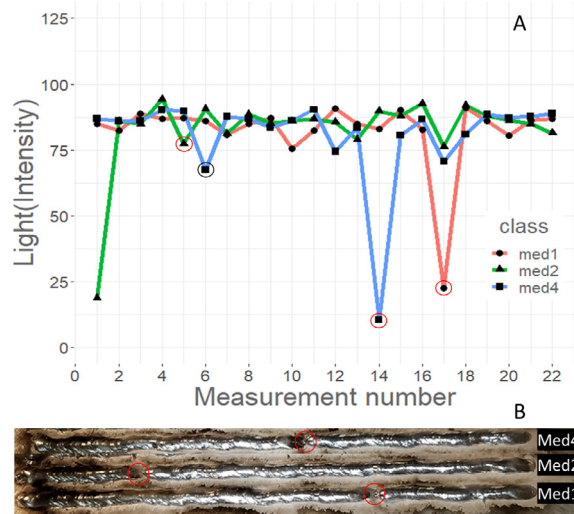 A
125
100
75
50
25
0
Light(Intensity)
class
med1
med2
med4
0 2 4 6 8 10 12 14 16 18 20 22
Measurement number
B
Med4
Med2
Med1